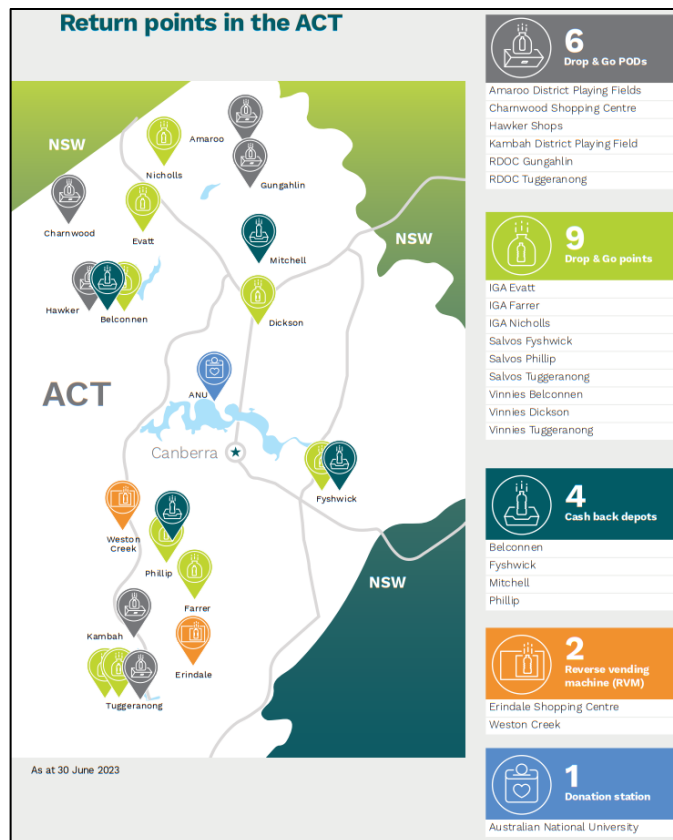 Return points in the ACT
NSW
Amaroo
Nicholls
Gungahlin
Charnwood
Evatt
Mitchell
NSW
Hawker
Belconnen
Dickson
ACT
ANU
Canberra
Fyshwick
Weston
Creek
Phillip
NSW
Farrer
Kambah
Erindale
Tuggeranong
As at 30 June 2023
6
Drop & Go PODs
Amaroo District Playing Fields
Charnwood Shopping Centre
Hawker Shops
Kambah District Playing Field
RDOC Gungahlin
RDOC Tuggeranong
9
Drop & Go points
IGA Evatt
IGA Farrer
IGA Nicholls
Salvos Fyshwick
Salvos Phillip
Salvos Tuggeranong
Vinnies Belconnen
Vinnies Dickson
Vinnies Tuggeranong
4
Cash back depots
Belconnen
Fyshwick
Mitchell
Phillip
2
Reverse vending
machine (RVM)
Erindale Shopping Centre
Weston Creek
1
Donation station
Australian National University